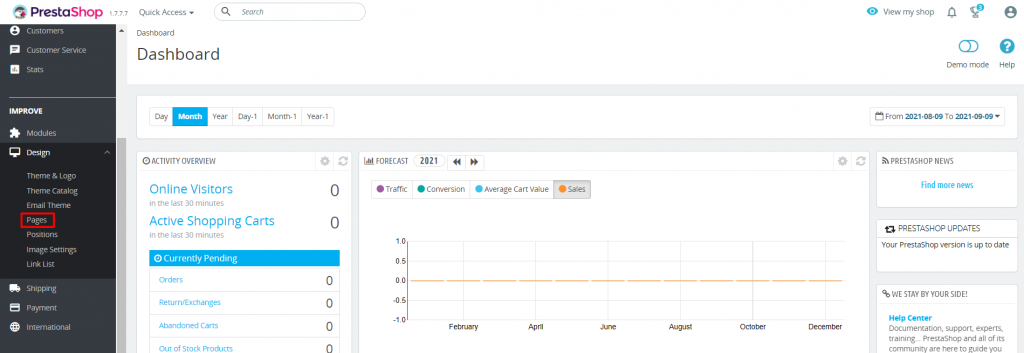 PrestaShop 1.7.7.7 Quick Access Search View my shop 3
Customers
Customer Service
Stats
IMPROVE
Modules
Design
Theme & Logo
Theme Catalog
Email Theme
Pages
Positions
Image Settings
Link List
Shipping
Payment
International
Dashboard
Dashboard
Demo mode Help
Day Month Year Day-1 Month-1 Year-1
From 2021-08-09 To 2021-09-09
ACTIVITY OVERVIEW
Online Visitors 0
in the last 30 minutes
Active Shopping Carts 0
in the last 30 minutes
Currently Pending
Orders 0
Return/Exchanges 0
Abandoned Carts 0
Out of Stock Products 0
FORECAST 2021
Traffic Conversion Average Cart Value Sales
1.0
0.5
0.0
-0.5
-1.0
February April June August October December
PRESTASHOP NEWS
Find more news
PRESTASHOP UPDATES
Your PrestaShop version is up to date
WE STAY BY YOUR SIDE!
Help Center
Documentation, support, experts,
training... PrestaShop and all of its
community are here to guide you